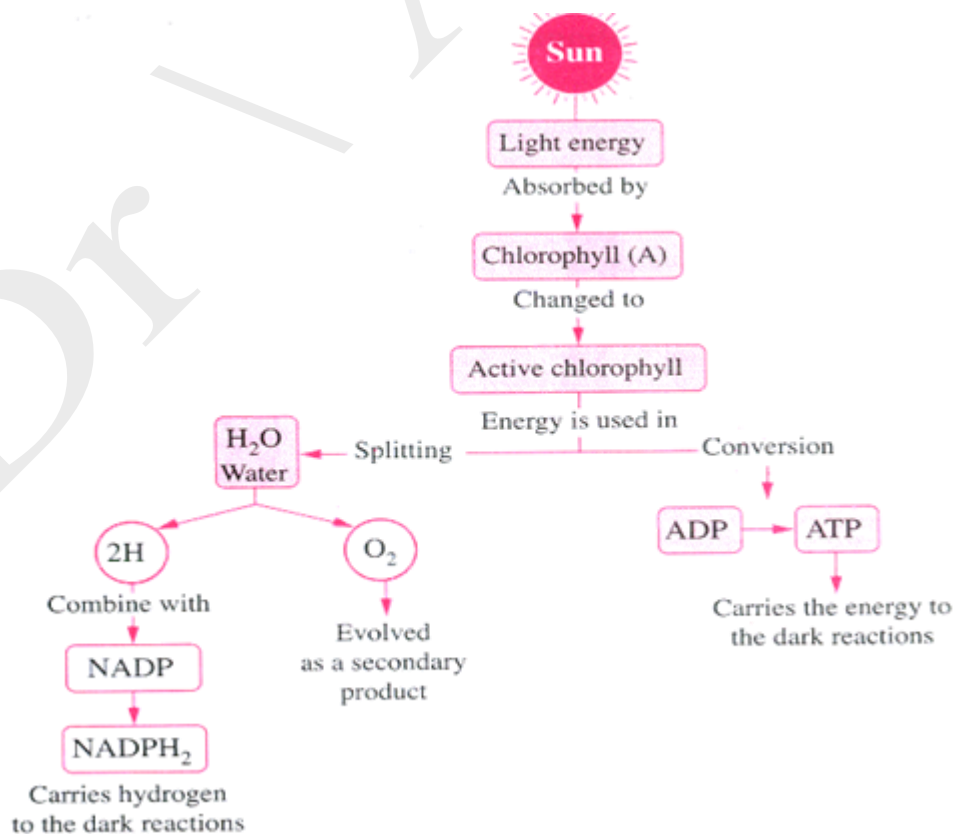 Sun
Light energy
Absorbed by
Chlorophyll (A)
Changed to
Active chlorophyll
Energy is used in
H₂O
Water
Splitting
Conversion
2H
O₂
ADP
ATP
Combine with
NADP
NADPH₂
Carries hydrogen
to the dark reactions
Evolved
as a secondary
product
Carries the energy to
the dark reactions
Dr